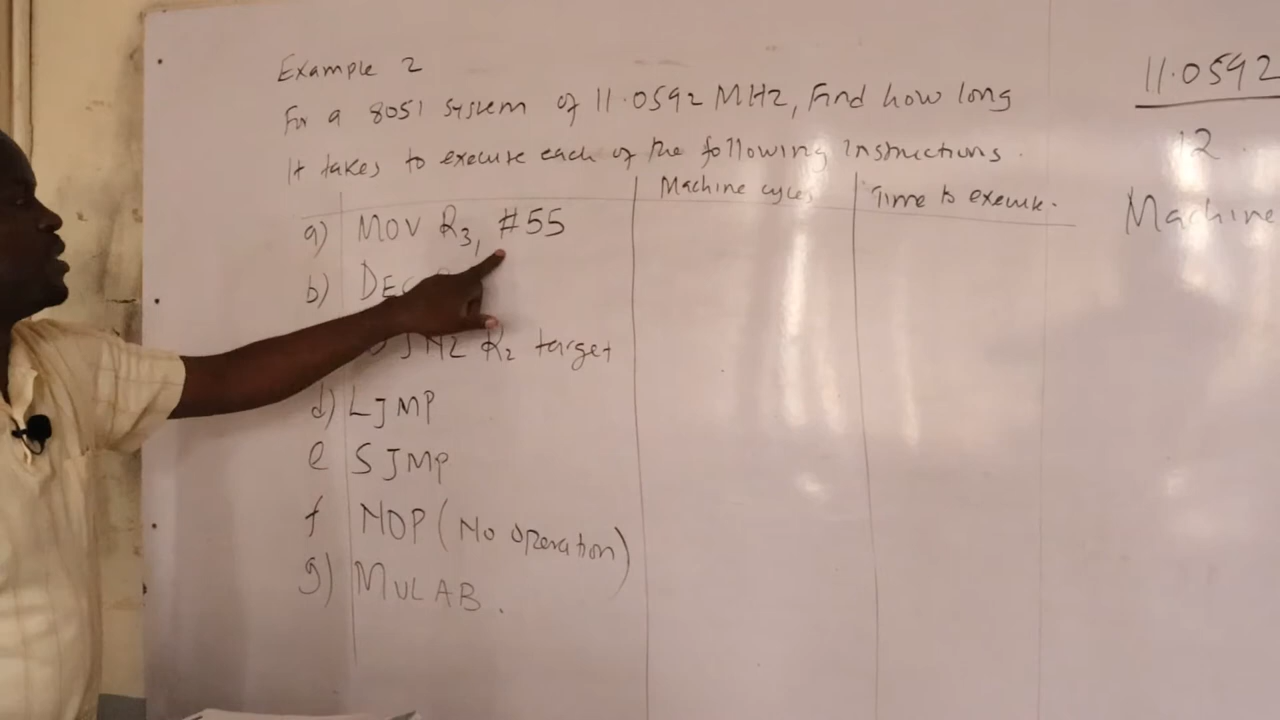 Example 2
For a 8051 system of 11.0592 MHz, Find how long
It takes to execute each of the following Instructions.
Machine cycles
Time to execute.
a) MOV R3, #55
b) DEC
DJNZ R2 target
d) LJMP
e SJMP
f NOP (No operation)
g) MUL AB.
11.0592
12
Machine